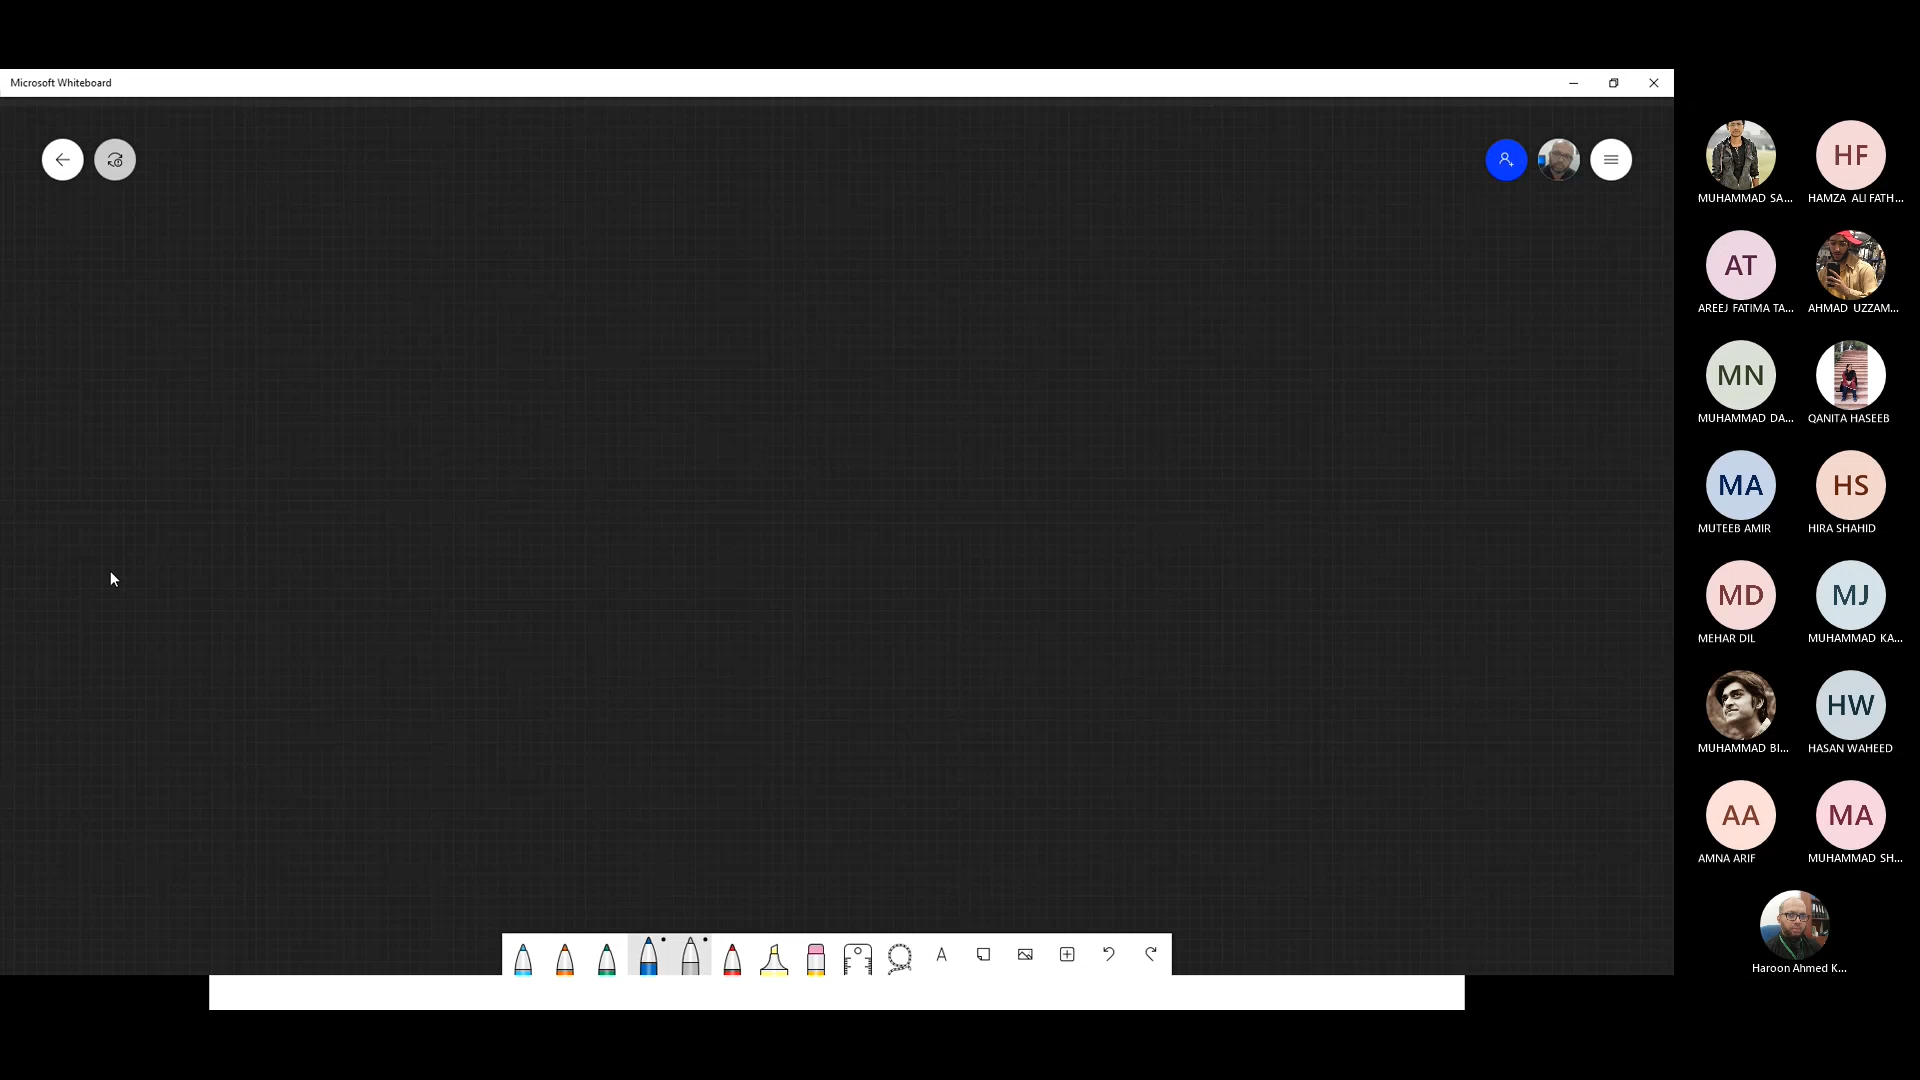 Microsoft Whiteboard
MUHAMMAD SA...
HF
HAMZA ALI FATH...
AT
AREEJ FATIMA TA...
AHMAD UZZAM...
MN
MUHAMMAD DA...
QANITA HASEEB
MA
MUTEEB AMIR
HS
HIRA SHAHID
MD
MEHAR DIL
MJ
MUHAMMAD KA...
MUHAMMAD BI...
HW
HASAN WAHEED
AA
AMNA ARIF
MA
MUHAMMAD SH...
Haroon Ahmed K...
A